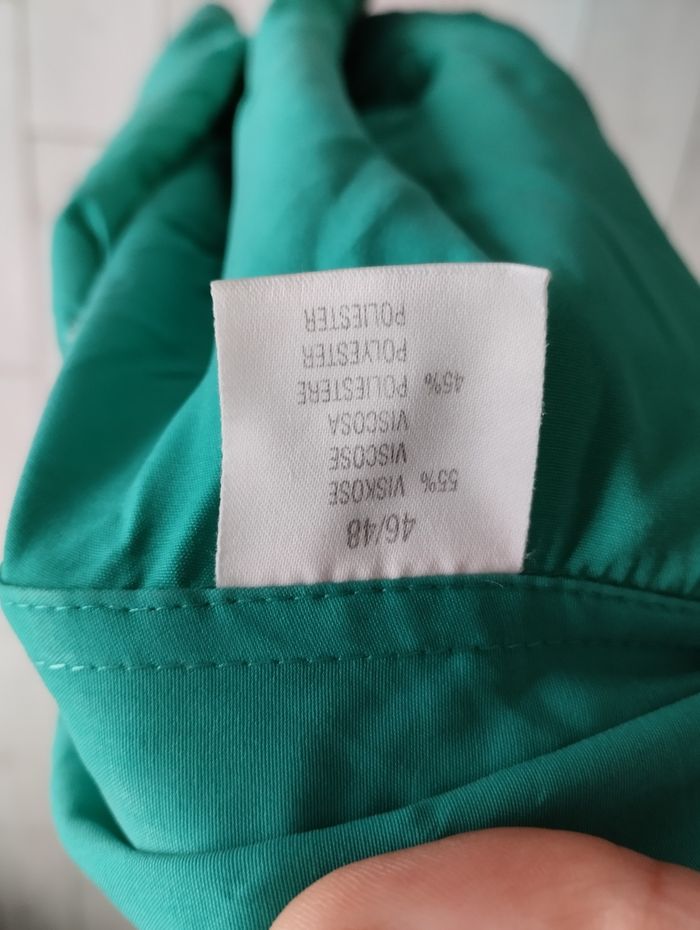 46/48
55% VISKOSE
VISCOSE
VISCOSA
45% POLIESTERE
POLYESTER
POLIESTER